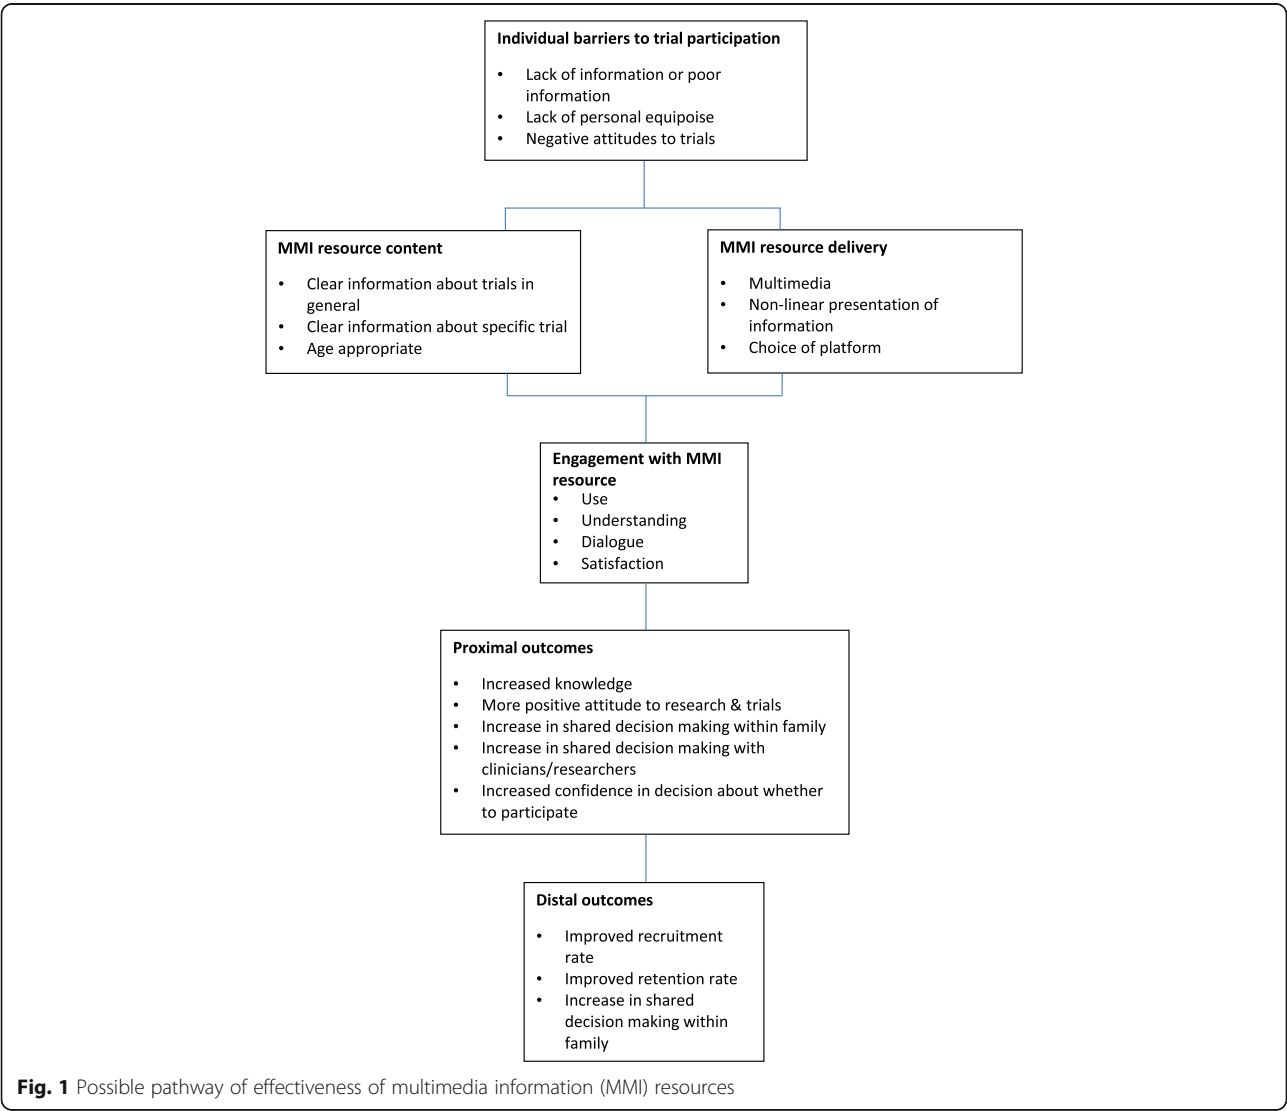 Individual barriers to trial participation
• Lack of information or poor
information
• Lack of personal equipoise
• Negative attitudes to trials
MMI resource content
• Clear information about trials in
general
• Clear information about specific trial
• Age appropriate
MMI resource delivery
• Multimedia
• Non-linear presentation of
information
• Choice of platform
Engagement with MMI
resource
• Use
• Understanding
• Dialogue
• Satisfaction
Proximal outcomes
• Increased knowledge
• More positive attitude to research & trials
• Increase in shared decision making within family
• Increase in shared decision making with
clinicians/researchers
• Increased confidence in decision about whether
to participate
Distal outcomes
• Improved recruitment
rate
• Improved retention rate
• Increase in shared
decision making within
family
Fig. 1 Possible pathway of effectiveness of multimedia information (MMI) resources